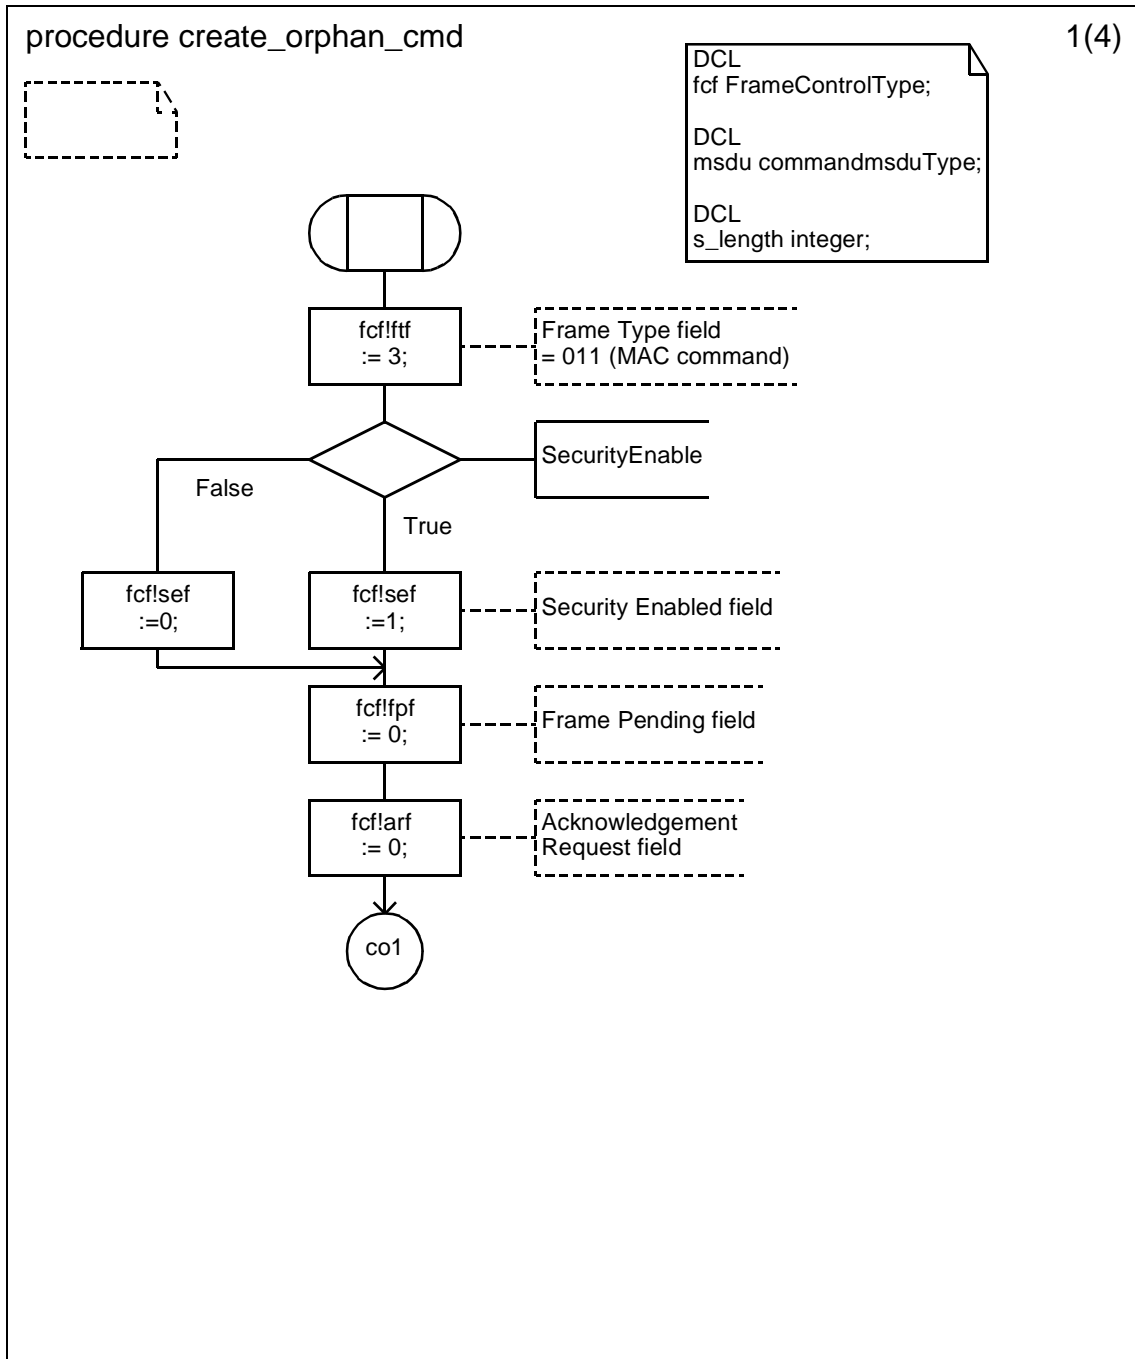 procedure create_orphan_cmd
1(4)
DCL
fcf FrameControlType;
DCL
msdu commandmsduType;
DCL
s_length integer;
fcf!ftf
:= 3;
Frame Type field
= 011 (MAC command)
SecurityEnable
False
True
fcf!sef
:=0;
fcf!sef
:=1;
Security Enabled field
fcf!fpf
:= 0;
Frame Pending field
fcf!arf
:= 0;
Acknowledgement
Request field
co1